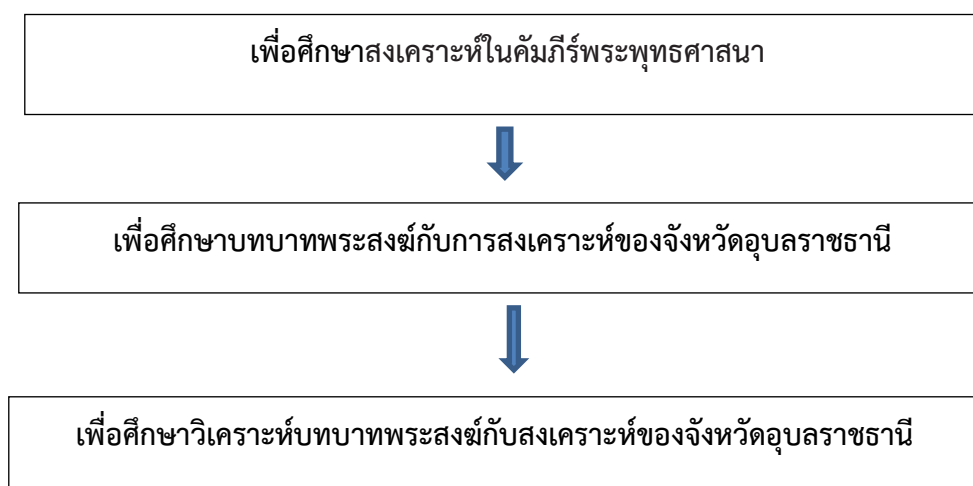 เพื่อศึกษาสงเคราะห์ในคัมภีร์พระพุทธศาสนา
เพื่อศึกษาบทบาทพระสงฆ์กับการสงเคราะห์ของจังหวัดอุบลราชธานี
เพื่อศึกษาวิเคราะห์บทบาทพระสงฆ์กับสงเคราะห์ของจังหวัดอุบลราชธานี